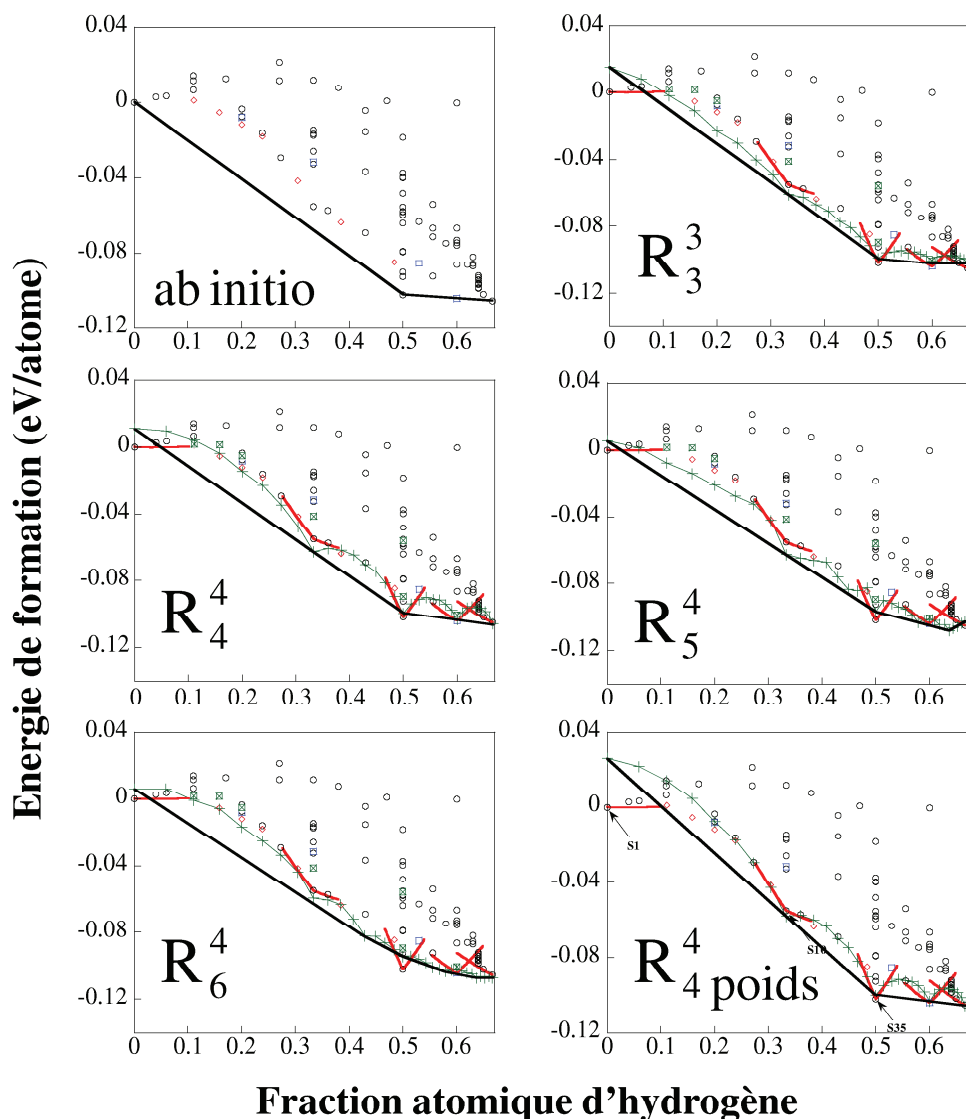 Energie de formation (eV/atome)
0.04
0
-0.04
-0.08
-0.12
ab initio
0 0.1 0.2 0.3 0.4 0.5 0.6
0.04
0
-0.04
-0.08
-0.12
R 3 3
0 0.1 0.2 0.3 0.4 0.5 0.6
0.04
0
-0.04
-0.08
-0.12
R 4 4
0 0.1 0.2 0.3 0.4 0.5 0.6
0.04
0
-0.04
-0.08
-0.12
R 4 5
0 0.1 0.2 0.3 0.4 0.5 0.6
0.04
0
-0.04
-0.08
-0.12
R 4 6
0 0.1 0.2 0.3 0.4 0.5 0.6
0.04
0
-0.04
-0.08
-0.12
S1
S16
S35
R 4 4 poids
0 0.1 0.2 0.3 0.4 0.5 0.6
Fraction atomique d'hydrogène